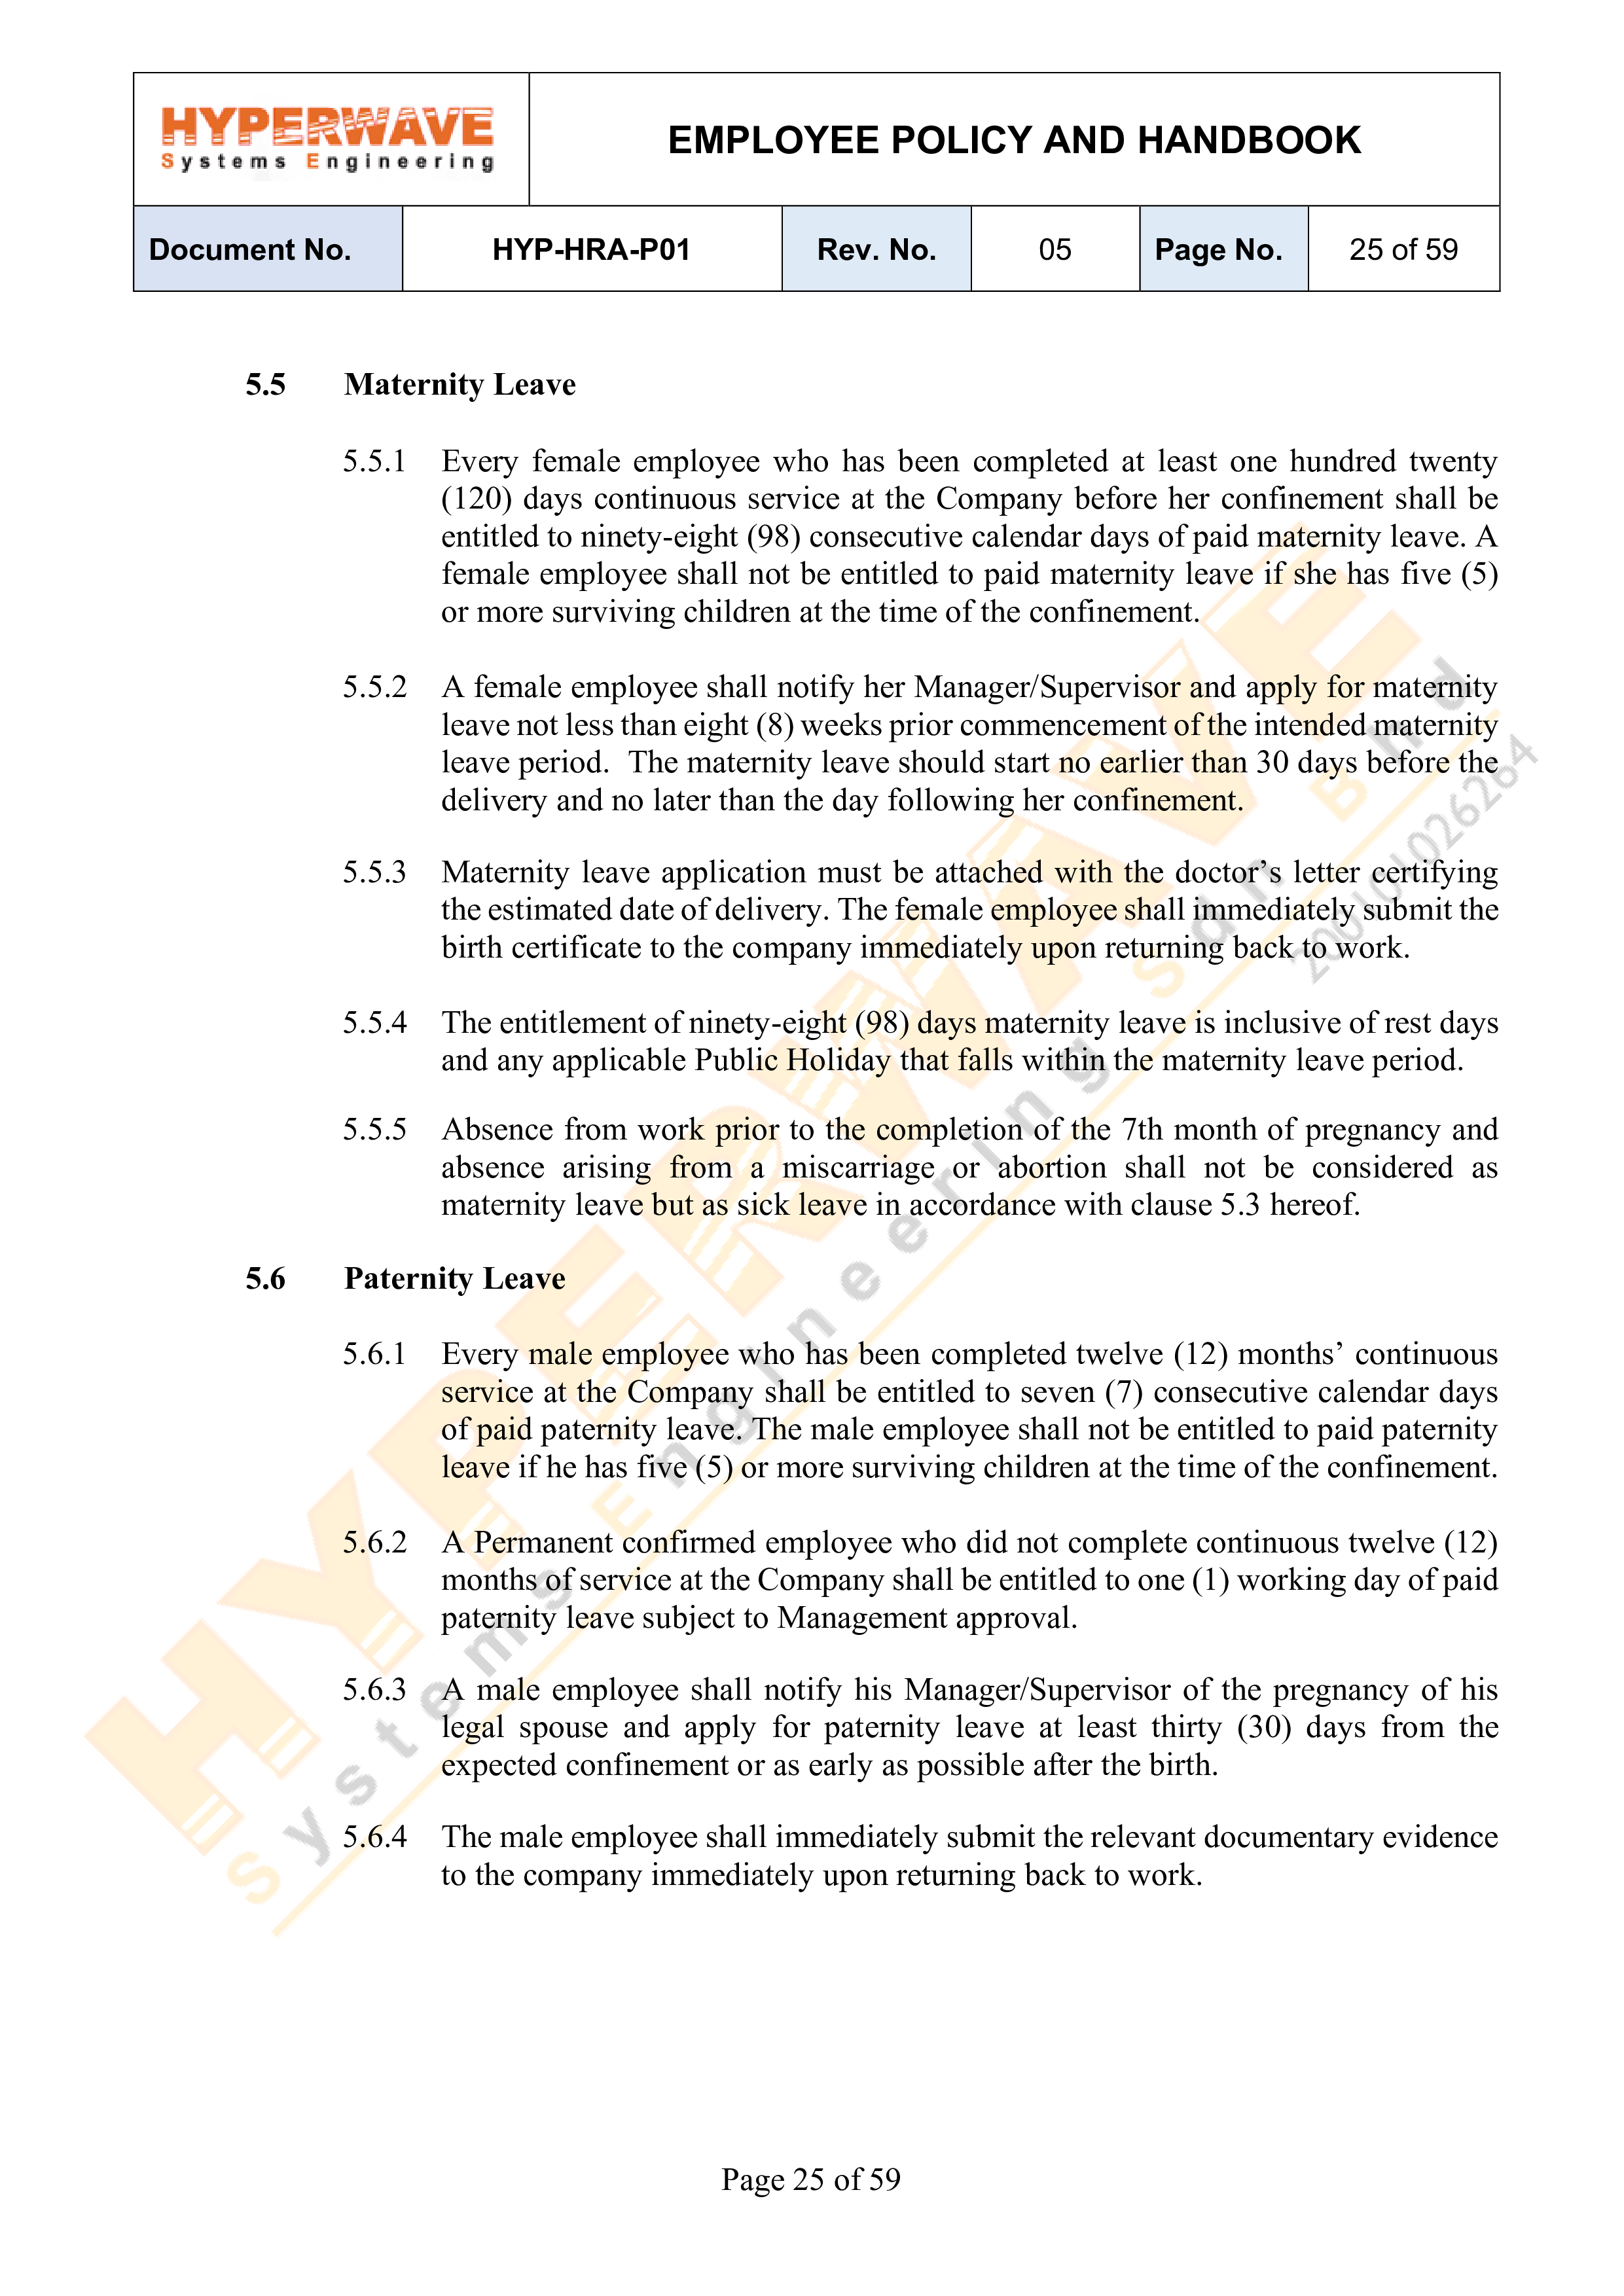 HYPERWAVE
Systems Engineering
EMPLOYEE POLICY AND HANDBOOK
Document No. HYP-HRA-P01 Rev. No. 05 Page No. 25 of 59
5.5 Maternity Leave
5.5.1 Every female employee who has been completed at least one hundred twenty
(120) days continuous service at the Company before her confinement shall be
entitled to ninety-eight (98) consecutive calendar days of paid maternity leave. A
female employee shall not be entitled to paid maternity leave if she has five (5)
or more surviving children at the time of the confinement.
5.5.2 A female employee shall notify her Manager/Supervisor and apply for maternity
leave not less than eight (8) weeks prior commencement of the intended maternity
leave period. The maternity leave should start no earlier than 30 days before the
delivery and no later than the day following her confinement.
5.5.3 Maternity leave application must be attached with the doctor’s letter certifying
the estimated date of delivery. The female employee shall immediately submit the
birth certificate to the company immediately upon returning back to work.
5.5.4 The entitlement of ninety-eight (98) days maternity leave is inclusive of rest days
and any applicable Public Holiday that falls within the maternity leave period.
5.5.5 Absence from work prior to the completion of the 7th month of pregnancy and
absence arising from a miscarriage or abortion shall not be considered as
maternity leave but as sick leave in accordance with clause 5.3 hereof.
5.6 Paternity Leave
5.6.1 Every male employee who has been completed twelve (12) months’ continuous
service at the Company shall be entitled to seven (7) consecutive calendar days
of paid paternity leave. The male employee shall not be entitled to paid paternity
leave if he has five (5) or more surviving children at the time of the confinement.
5.6.2 A Permanent confirmed employee who did not complete continuous twelve (12)
months of service at the Company shall be entitled to one (1) working day of paid
paternity leave subject to Management approval.
5.6.3 A male employee shall notify his Manager/Supervisor of the pregnancy of his
legal spouse and apply for paternity leave at least thirty (30) days from the
expected confinement or as early as possible after the birth.
5.6.4 The male employee shall immediately submit the relevant documentary evidence
to the company immediately upon returning back to work.
HYPERWAVE
Systems Engineering Sdn Bhd
200101026264
Page 25 of 59